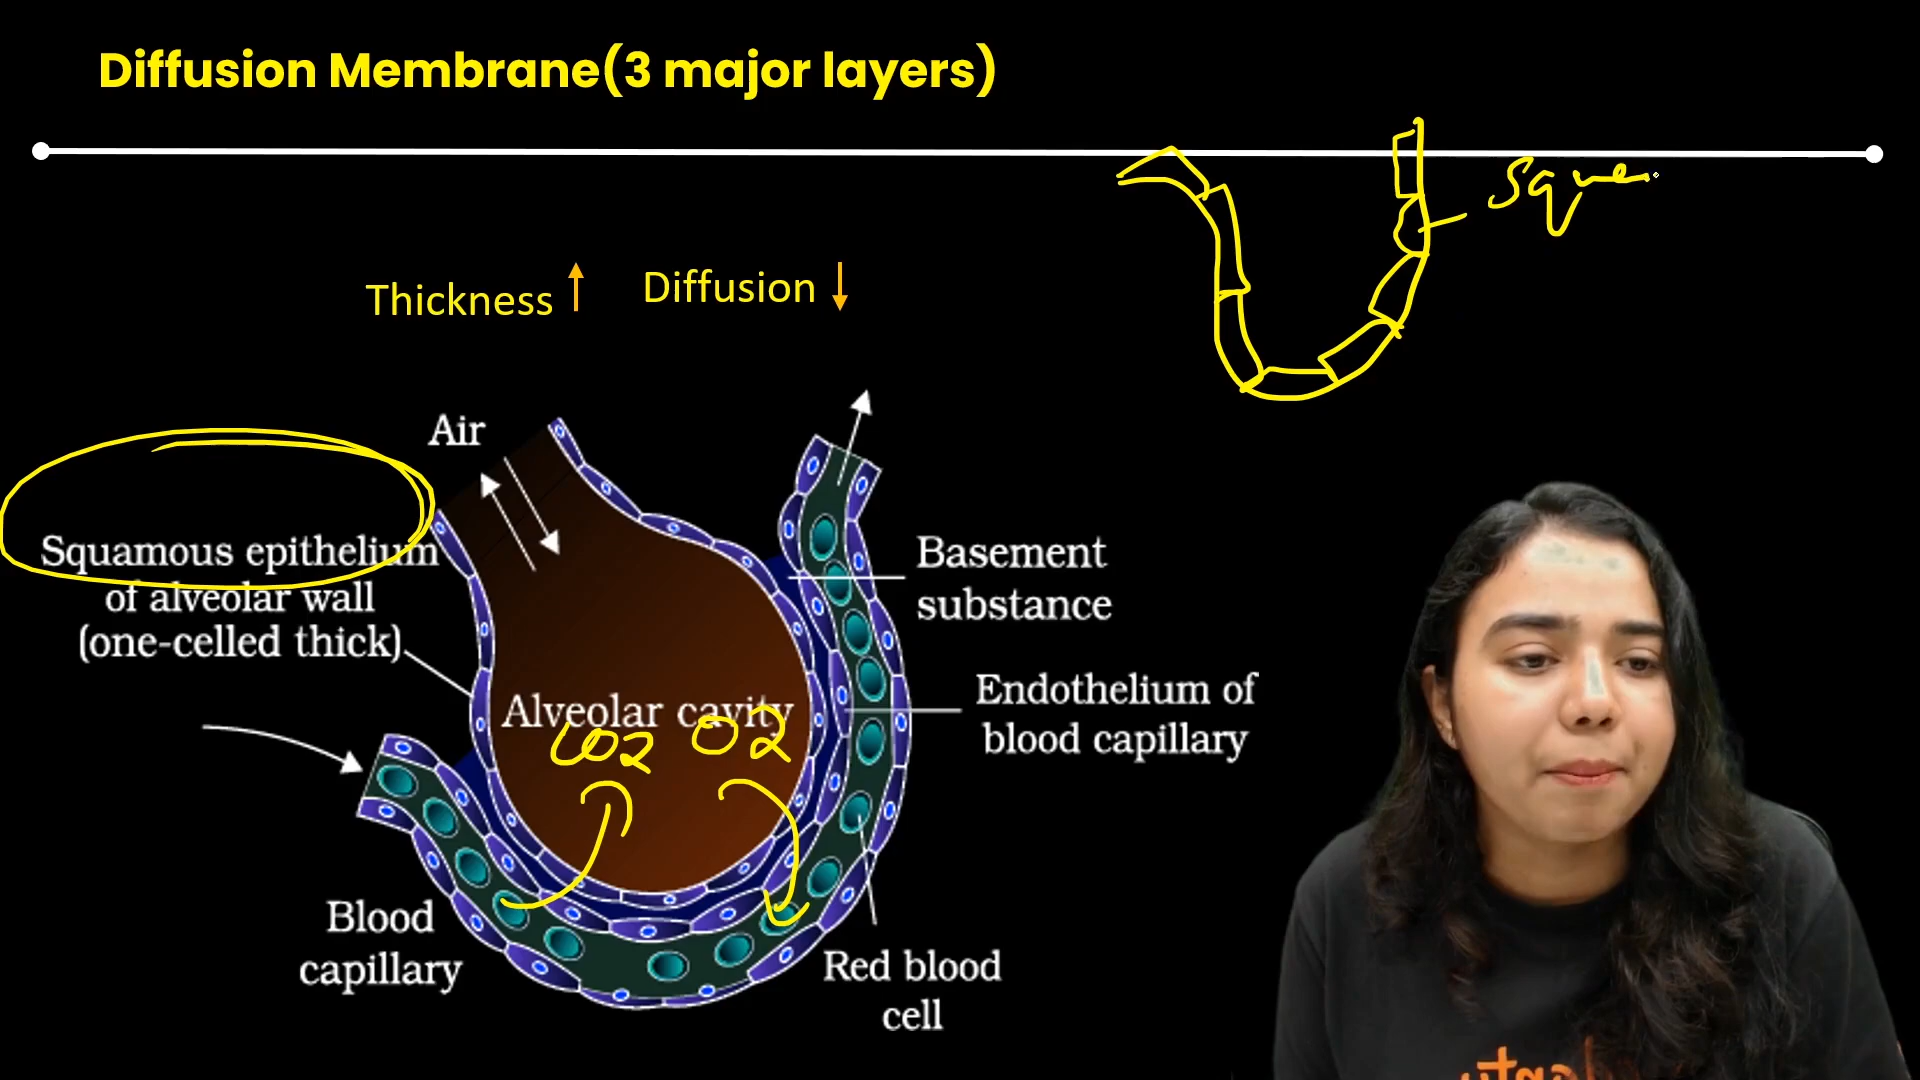 Diffusion Membrane(3 major layers)
Thickness ↑ Diffusion ↓
Air
Squamous epithelium
of alveolar wall
(one-celled thick)
Basement
substance
Endothelium of
blood capillary
Alveolar cavity
CO2 O2
Blood
capillary
Red blood
cell